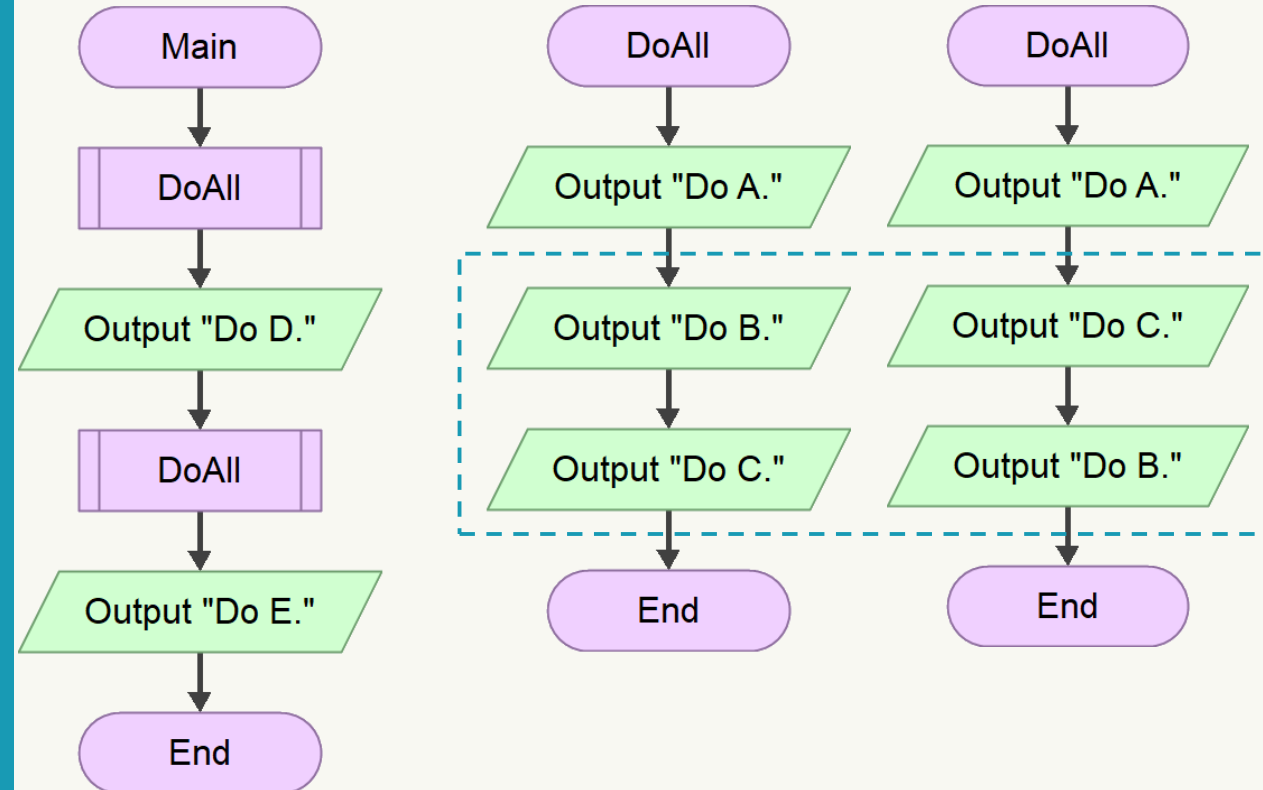 Main
DoAll
Output "Do D."
DoAll
Output "Do E."
End
DoAll
Output "Do A."
Output "Do B."
Output "Do C."
End
DoAll
Output "Do A."
Output "Do C."
Output "Do B."
End